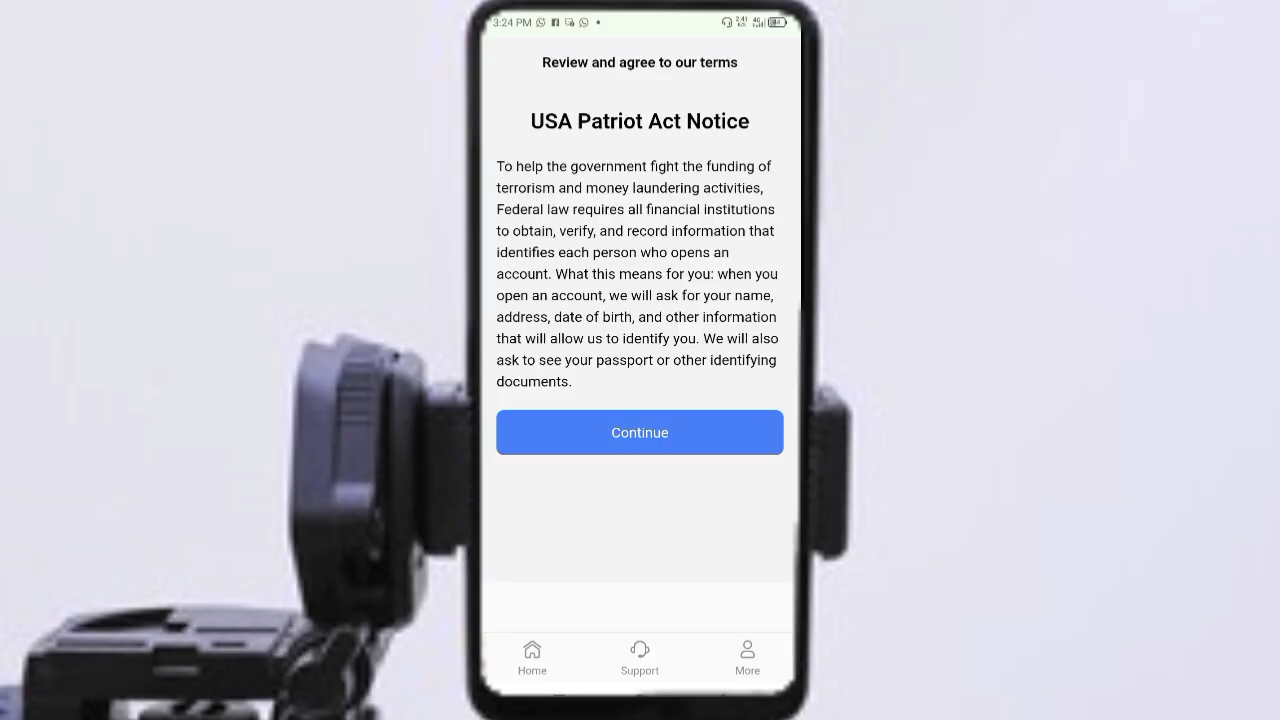 3:24 PM
Review and agree to our terms
USA Patriot Act Notice
To help the government fight the funding of
terrorism and money laundering activities,
Federal law requires all financial institutions
to obtain, verify, and record information that
identifies each person who opens an
account. What this means for you: when you
open an account, we will ask for your name,
address, date of birth, and other information
that will allow us to identify you. We will also
ask to see your passport or other identifying
documents.
Continue
Home
Support
More